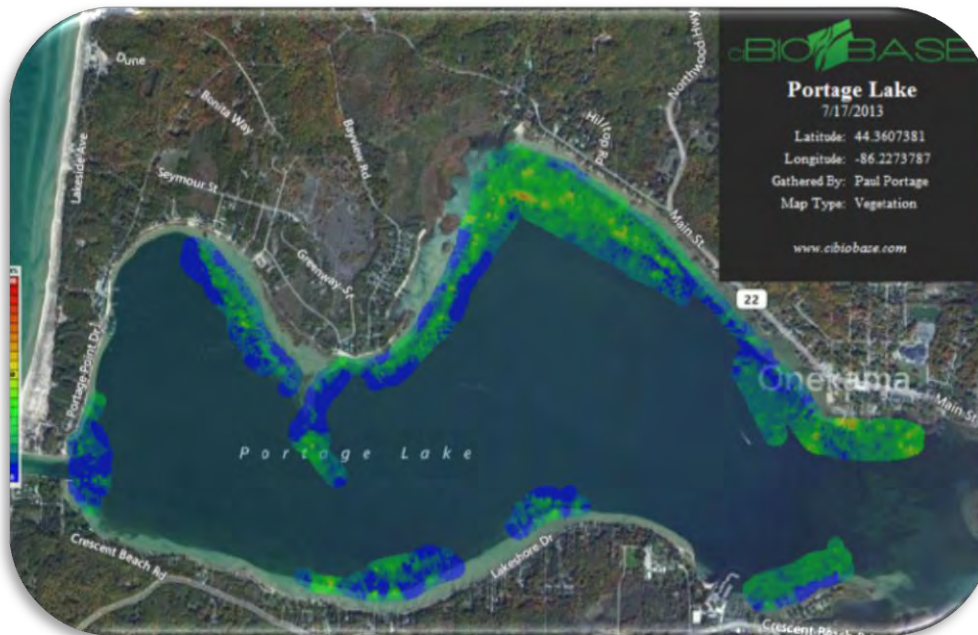 ciBIOBASE
Portage Lake
7/17/2013
Latitude: 44.3607381
Longitude: -86.2273787
Gathered By: Paul Portage
Map Type: Vegetation
www.cibiobase.com
Dune
Bonita Way
Bayview Rd
Lakeside Ave
Seymour St
Greenway St
Hilltop Rd
Northwood Hwy
Main St
22
Onekama
Main St
Portage Point Dr
Portage Lake
Crescent Beach Rd
Lakeshore Dr
Crescent Beach